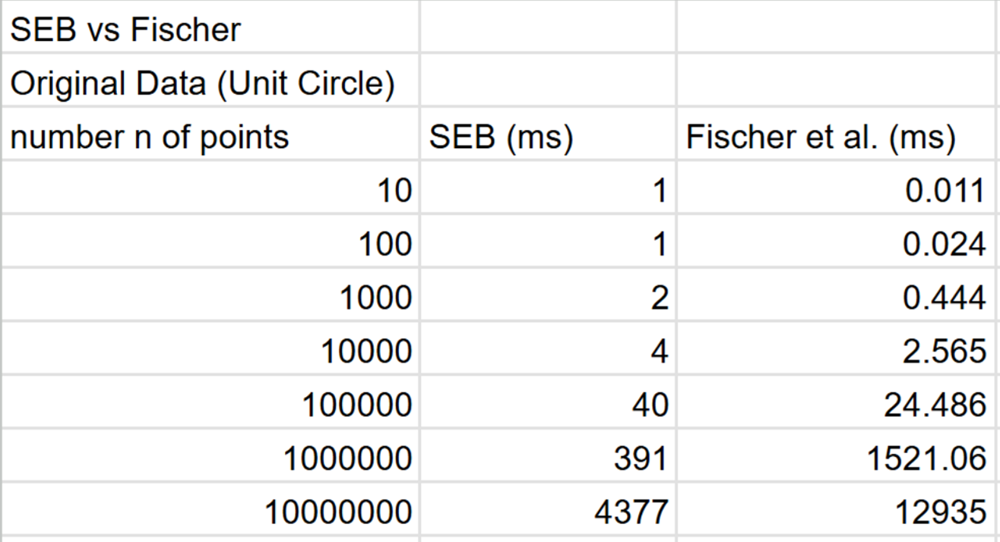 SEB vs Fischer
Original Data (Unit Circle)
number n of points SEB (ms) Fischer et al. (ms)
10 1 0.011
100 1 0.024
1000 2 0.444
10000 4 2.565
100000 40 24.486
1000000 391 1521.06
10000000 4377 12935